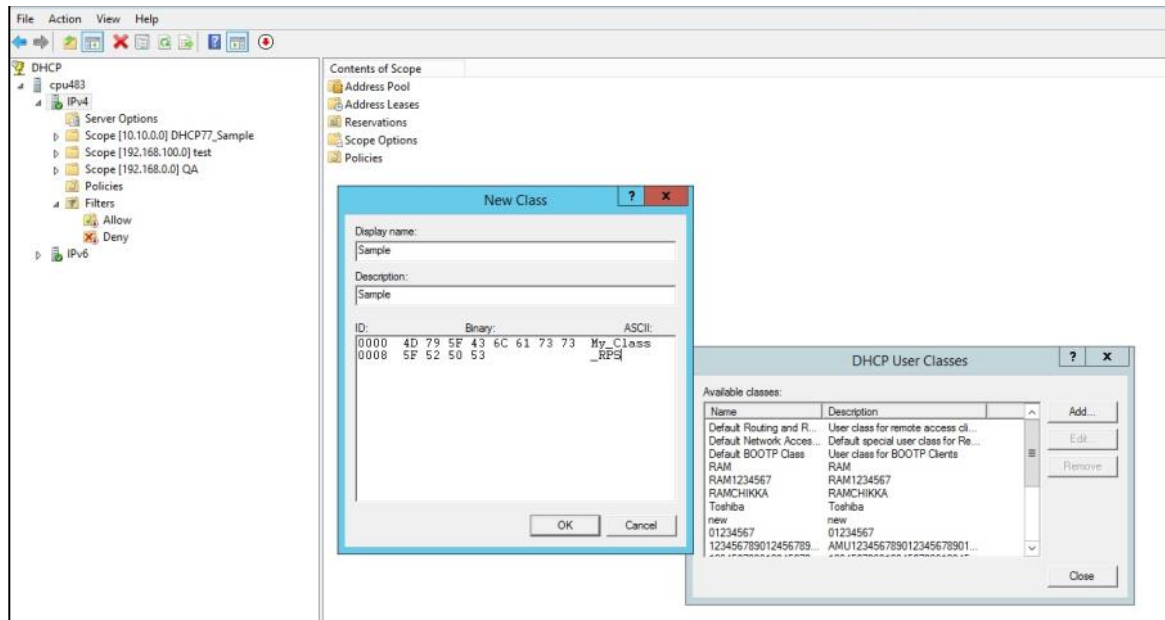 File Action View Help
DHCP
cpu483
IPv4
Server Options
Scope [10.10.0.0] DHCP77_Sample
Scope [192.168.100.0] test
Scope [192.168.0.0] QA
Policies
Filters
Allow
Deny
IPv6
Contents of Scope
Address Pool
Address Leases
Reservations
Scope Options
Policies
New Class
? x
Display name:
Sample
Description:
Sample
ID: Binary: ASCII:
0000 4D 79 5F 43 6C 61 73 73 My_Class
0008 5F 52 50 53 _RPS
OK Cancel
DHCP User Classes
? x
Available classes:
Name Description
Default Routing and R... User class for remote access cli...
Default Network Acces... Default special user class for Re...
Default BOOTP Class User class for BOOTP Clients
RAM RAM
RAM1234567 RAM1234567
RAMCHIKKA RAMCHIKKA
Toshiba Toshiba
new new
01234567 01234567
123456789012456789... AMU123456789012345678901...
Add...
Edit...
Remove
Close